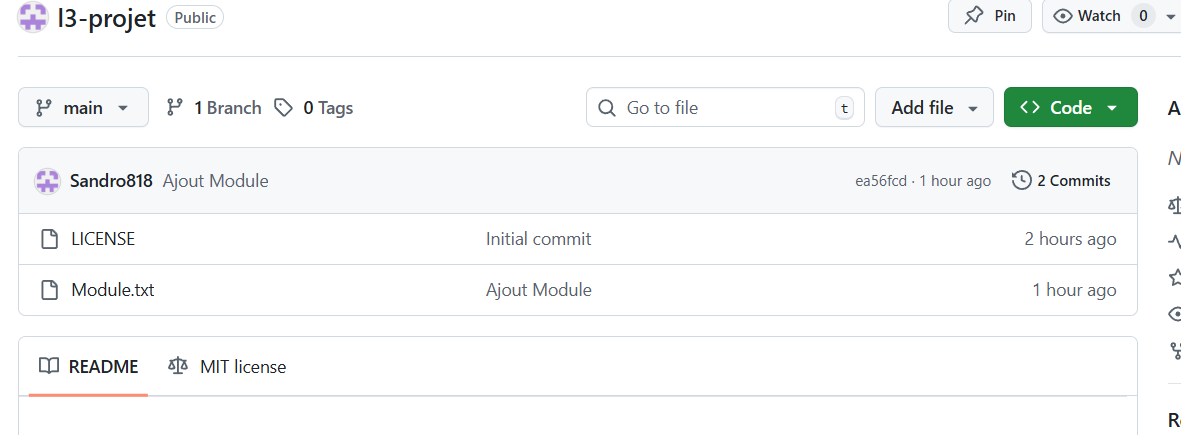 l3-projet Public Pin Watch 0
main 1 Branch 0 Tags Go to file t Add file Code
Sandro818 Ajout Module ea56fcd · 1 hour ago 2 Commits
LICENSE Initial commit 2 hours ago
Module.txt Ajout Module 1 hour ago
README MIT license